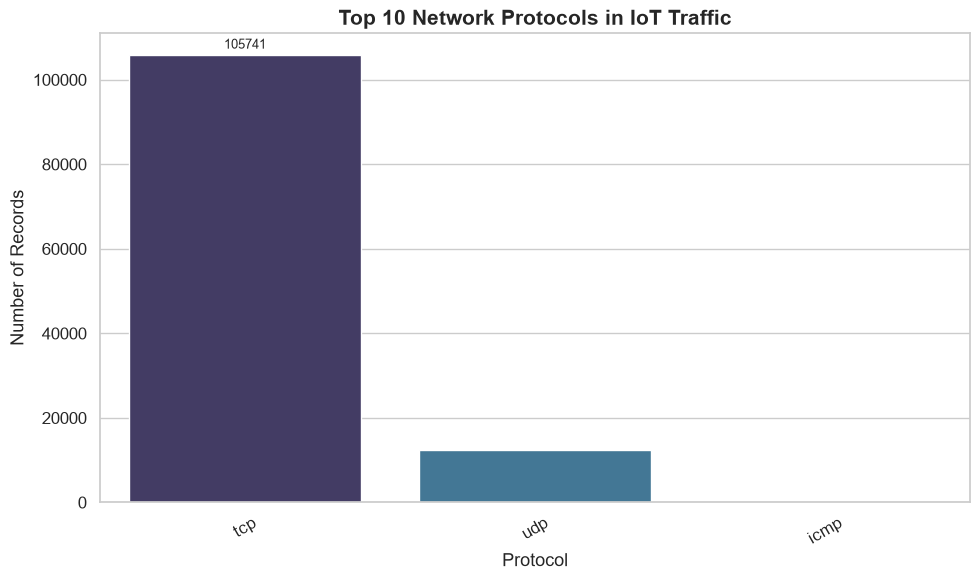 Top 10 Network Protocols in IoT Traffic
105741
100000
80000
60000
40000
20000
0
Number of Records
tcp
udp
icmp
Protocol